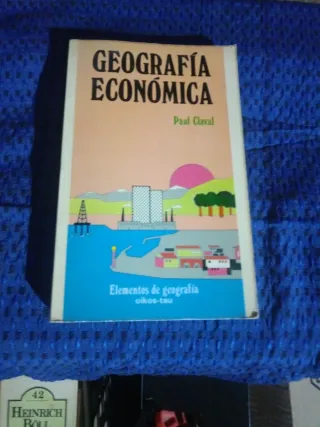 GEOGRAFÍA
ECONÓMICA
Paul Claval
Elementos de geografía
oikos-tau
42
HEINRICH
BÖLL